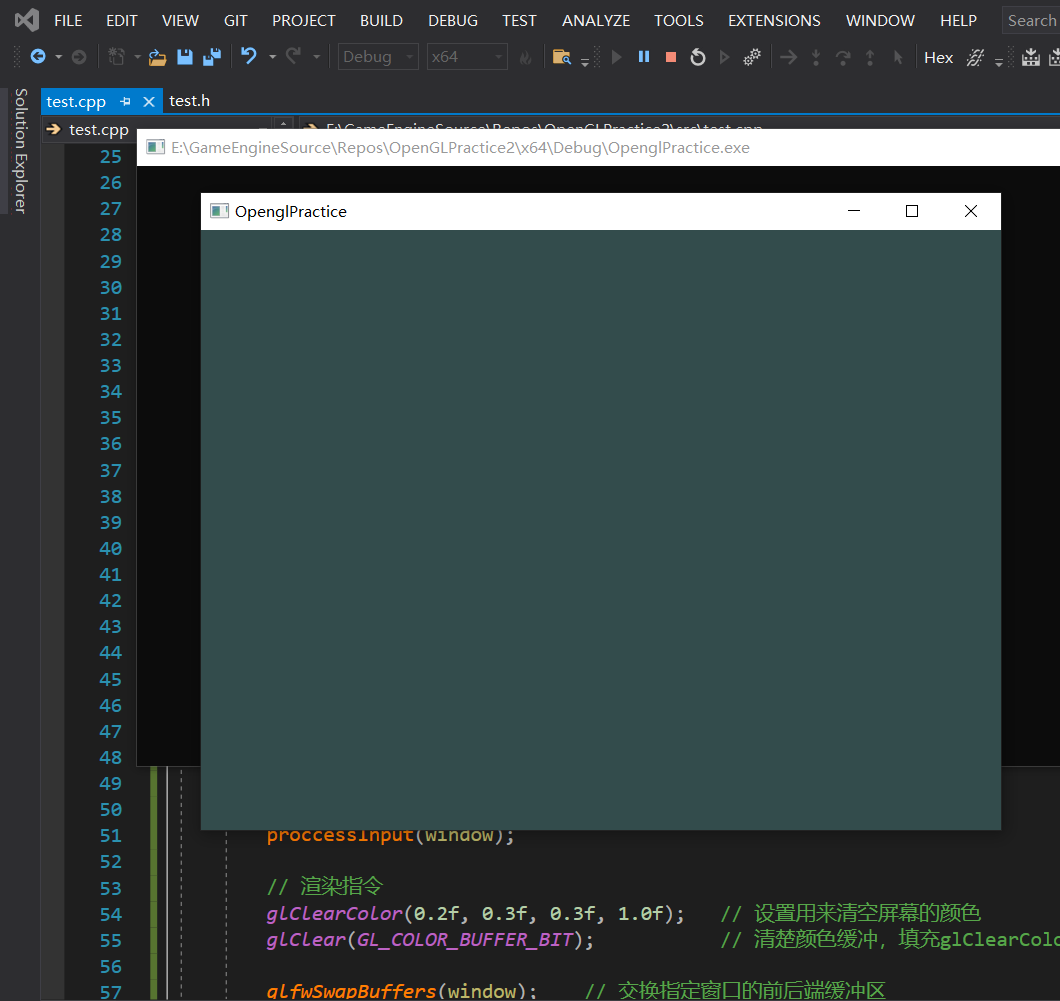 FILE EDIT VIEW GIT PROJECT BUILD DEBUG TEST ANALYZE TOOLS EXTENSIONS WINDOW HELP Search
Debug x64 Hex
Solution Explorer
test.cpp test.h
test.cpp E:\GameEngineSource\Repos\OpenGLPractice2\src\test.cpp
E:\GameEngineSource\Repos\OpenGLPractice2\x64\Debug\OpenglPractice.exe
OpenglPractice
25
26
27
28
29
30
31
32
33
34
35
36
37
38
39
40
41
42
43
44
45
46
47
48
49
50
51 proccessInput(window);
52
53 // 渲染指令
54 glClearColor(0.2f, 0.3f, 0.3f, 1.0f); // 设置用来清空屏幕的颜色
55 glClear(GL_COLOR_BUFFER_BIT); // 清楚颜色缓冲，填充glClearColo
56
57 glfwSwapBuffers(window); // 交换指定窗口的前后端缓冲区